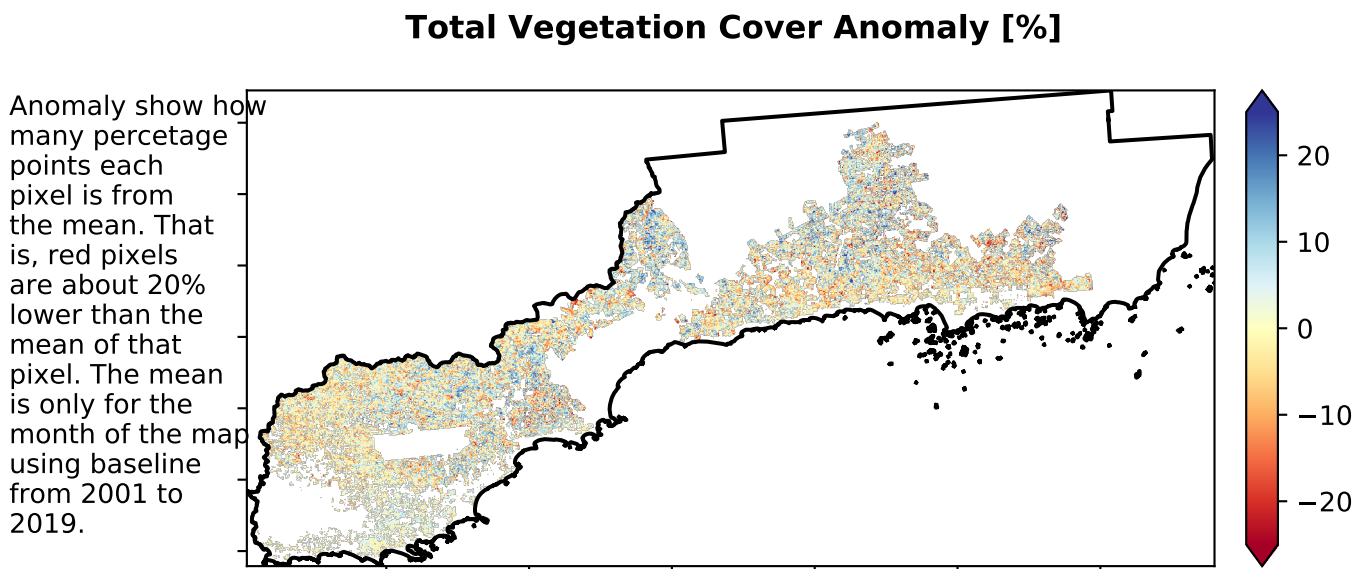 Total Vegetation Cover Anomaly [%]
Anomaly show how
many percetage
points each
pixel is from
the mean. That
is, red pixels
are about 20%
lower than the
mean of that
pixel. The mean
is only for the
month of the map
using baseline
from 2001 to
2019.
20
10
0
−10
−20